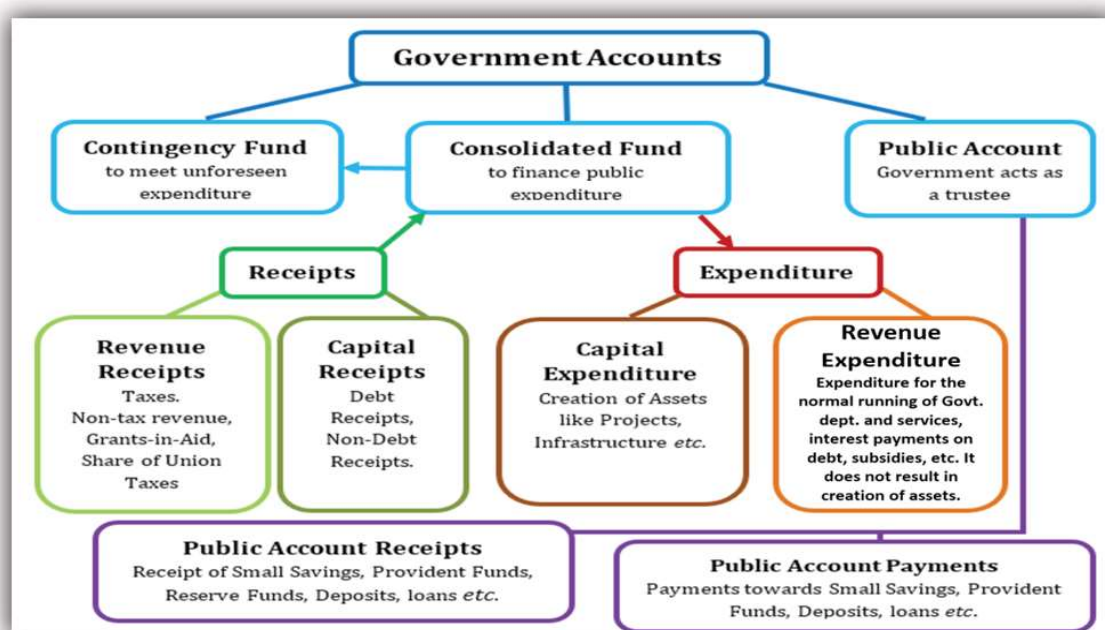 Government Accounts
Contingency Fund
to meet unforeseen
expenditure
Consolidated Fund
to finance public
expenditure
Public Account
Government acts as
a trustee
Receipts
Expenditure
Revenue
Receipts
Taxes.
Non-tax revenue,
Grants-in-Aid,
Share of Union
Taxes
Capital
Receipts
Debt
Receipts,
Non-Debt
Receipts.
Capital
Expenditure
Creation of Assets
like Projects,
Infrastructure etc.
Revenue
Expenditure
Expenditure for the
normal running of Govt.
dept. and services,
interest payments on
debt, subsidies, etc. It
does not result in
creation of assets.
Public Account Receipts
Receipt of Small Savings, Provident Funds,
Reserve Funds, Deposits, loans etc.
Public Account Payments
Payments towards Small Savings, Provident
Funds, Deposits, loans etc.